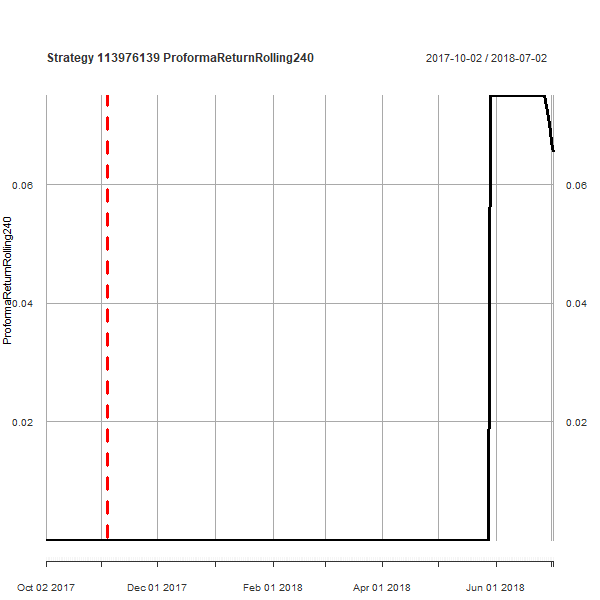 Strategy 113976139 ProformaReturnRolling240
2017-10-02 / 2018-07-02
ProformaReturnRolling240
0.06
0.04
0.02
0.06
0.04
0.02
Oct 02 2017
Dec 01 2017
Feb 01 2018
Apr 01 2018
Jun 01 2018